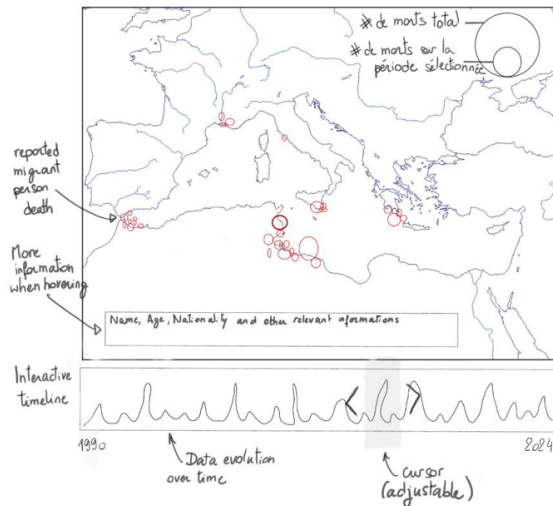 # de morts total
# de morts sur la
période sélectionnée
reported
migrant
person
death
More
information
when hovering
Name, Age, Nationality and other relevant informations
Interactive
timeline
< >
1990
2024
Data evolution
over time
cursor
(adjustable)